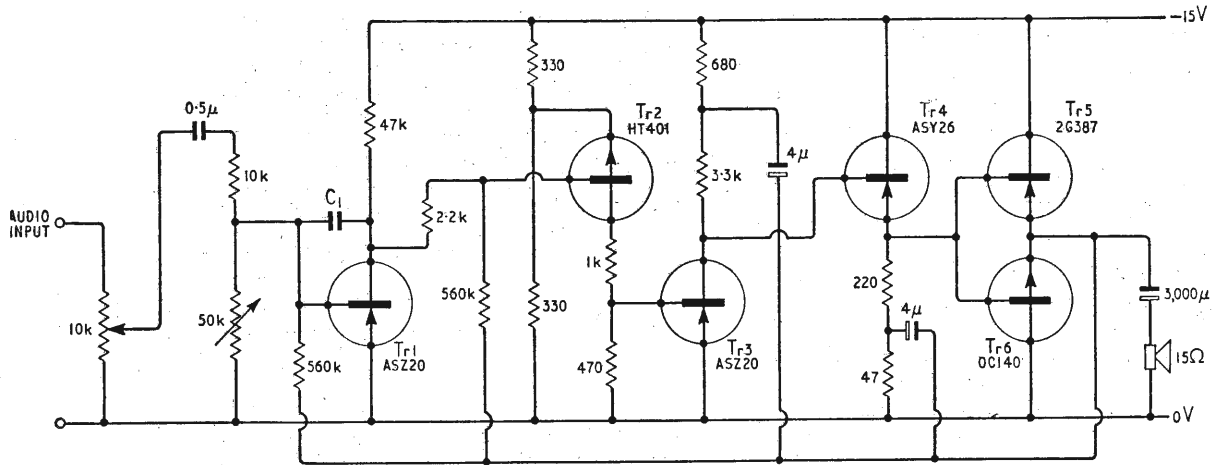 -15V
330
680
0·5µ
47k
Tr2
HT401
Tr4
ASY26
Tr5
2G387
10k
4µ
3·3k
C1
2·2k
AUDIO
INPUT
1k
560k
220
3,000µ
10k
50k
330
4µ
560k
Tr1
ASZ20
470
Tr3
ASZ20
47
Tr6
OC140
15Ω
0V